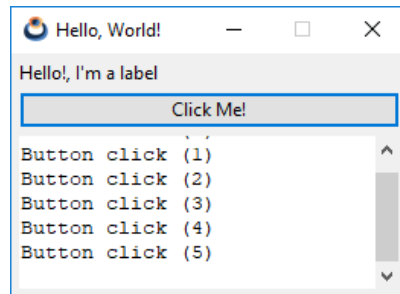 Hello, World!
Hello!, I'm a label
Click Me!
Button click (1)
Button click (2)
Button click (3)
Button click (4)
Button click (5)